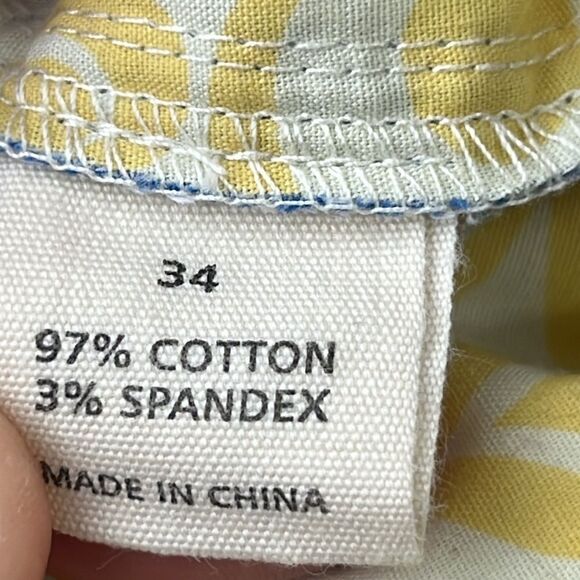 34
97% COTTON
3% SPANDEX
MADE IN CHINA